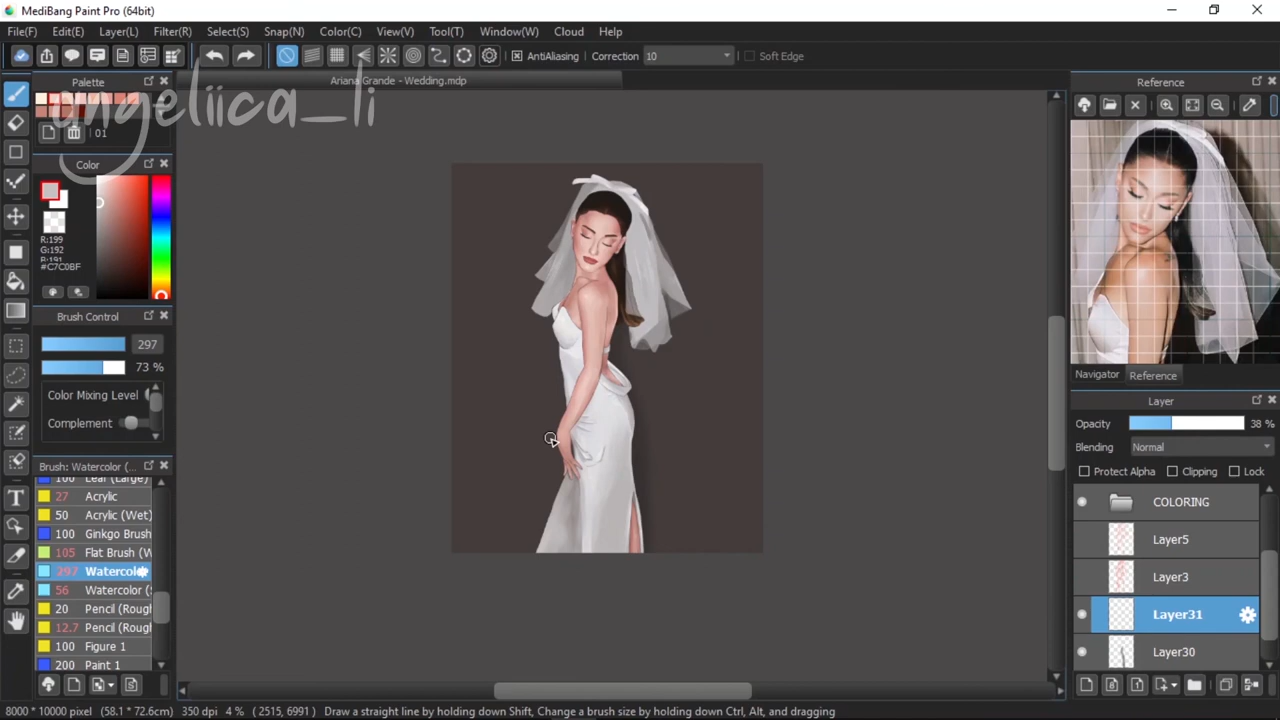 MediBang Paint Pro (64bit)
File(F) Edit(E) Layer(L) Filter(R) Select(S) Snap(N) Color(C) View(V) Tool(T) Window(W) Cloud Help
AntiAliasing Correction 10 Soft Edge
Palette
Ariana Grande - Wedding.mdp
Reference
angeliica_li
01
Color
R:199
G:192
B:191
#C7C0BF
Brush Control
297
73 %
Color Mixing Level
Complement
Navigator Reference
Layer
Opacity 38 %
Blending Normal
Protect Alpha Clipping Lock
COLORING
Layer5
Layer3
Layer31
Layer30
Brush: Watercolor (...
100 Leaf (Large)
27 Acrylic
50 Acrylic (Wet)
100 Ginkgo Brush
105 Flat Brush (W
297 Watercolo
56 Watercolor (
20 Pencil (Rough
12.7 Pencil (Rough
100 Figure 1
200 Paint 1
8000 * 10000 pixel (58.1 * 72.6cm) 350 dpi 4 % ( 2515, 6991 ) Draw a straight line by holding down Shift, Change a brush size by holding down Ctrl, Alt, and dragging